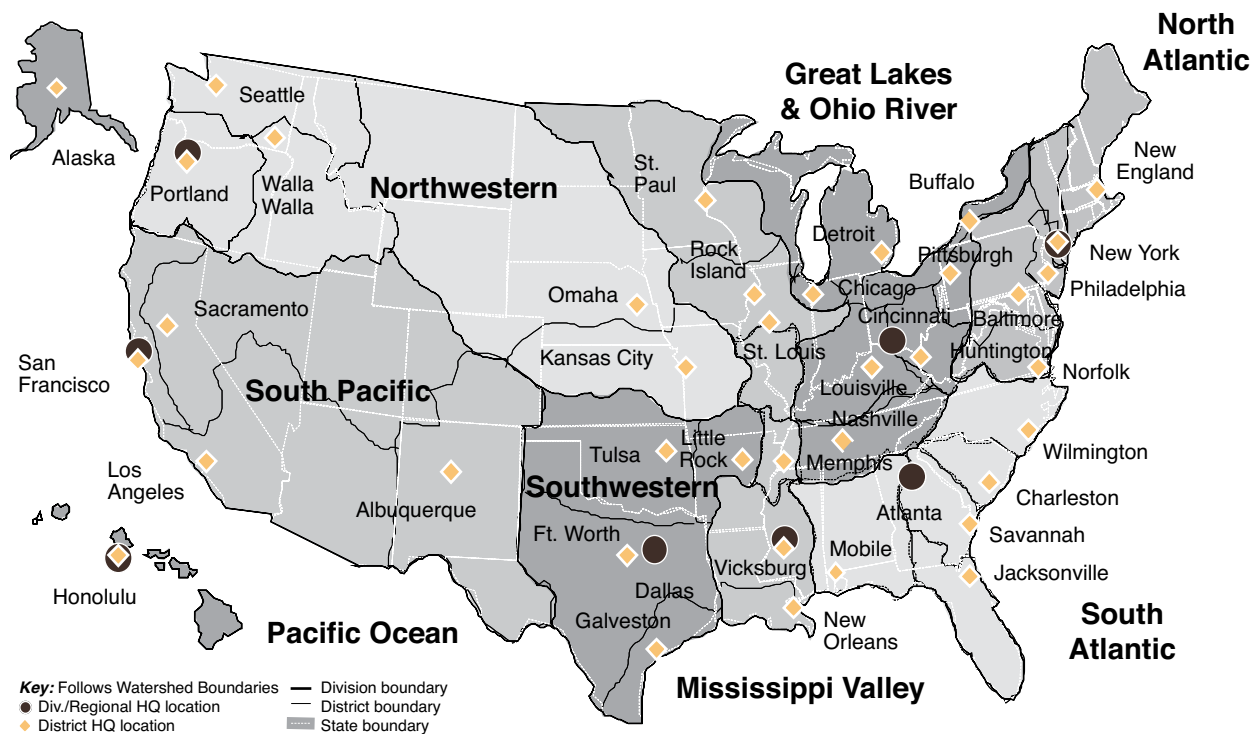 North
Atlantic
Great Lakes
& Ohio River
Seattle
Alaska
St.
Paul
New
England
Portland
Walla
Walla
Northwestern
Buffalo
Detroit
Pittsburgh
New York
Rock
Island
Omaha
Chicago
Philadelphia
Sacramento
Cincinnati
Baltimore
San
Francisco
Kansas City
St. Louis
Huntington
Norfolk
South Pacific
Louisville
Nashville
Little
Rock
Tulsa
Memphis
Wilmington
Los
Angeles
Southwestern
Charleston
Albuquerque
Atlanta
Ft. Worth
Savannah
Mobile
Vicksburg
Jacksonville
Honolulu
Dallas
Galveston
New
Orleans
South
Atlantic
Pacific Ocean
Mississippi Valley
Key: Follows Watershed Boundaries
Div./Regional HQ location
District HQ location
Division boundary
District boundary
State boundary